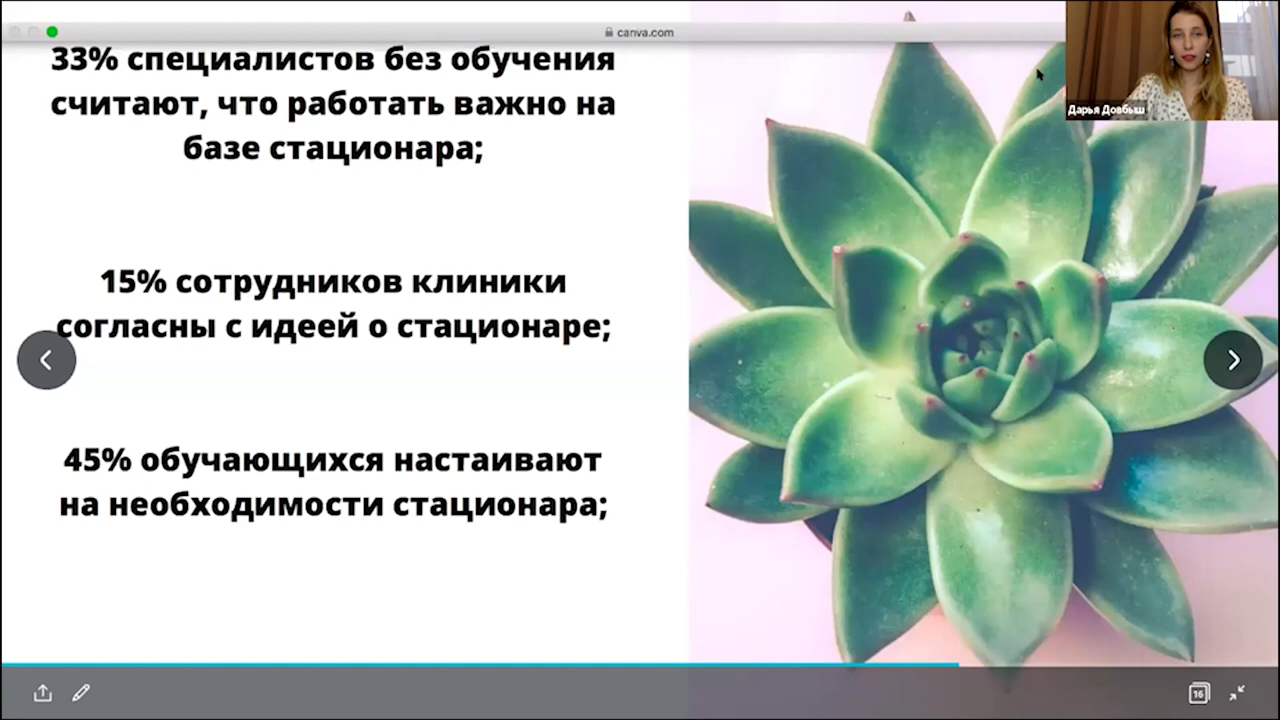 canva.com
33% специалистов без обучения
считают, что работать важно на
базе стационара;
15% сотрудников клиники
согласны с идеей о стационаре;
45% обучающихся настаивают
на необходимости стационара;
Дарья Довбыш
16